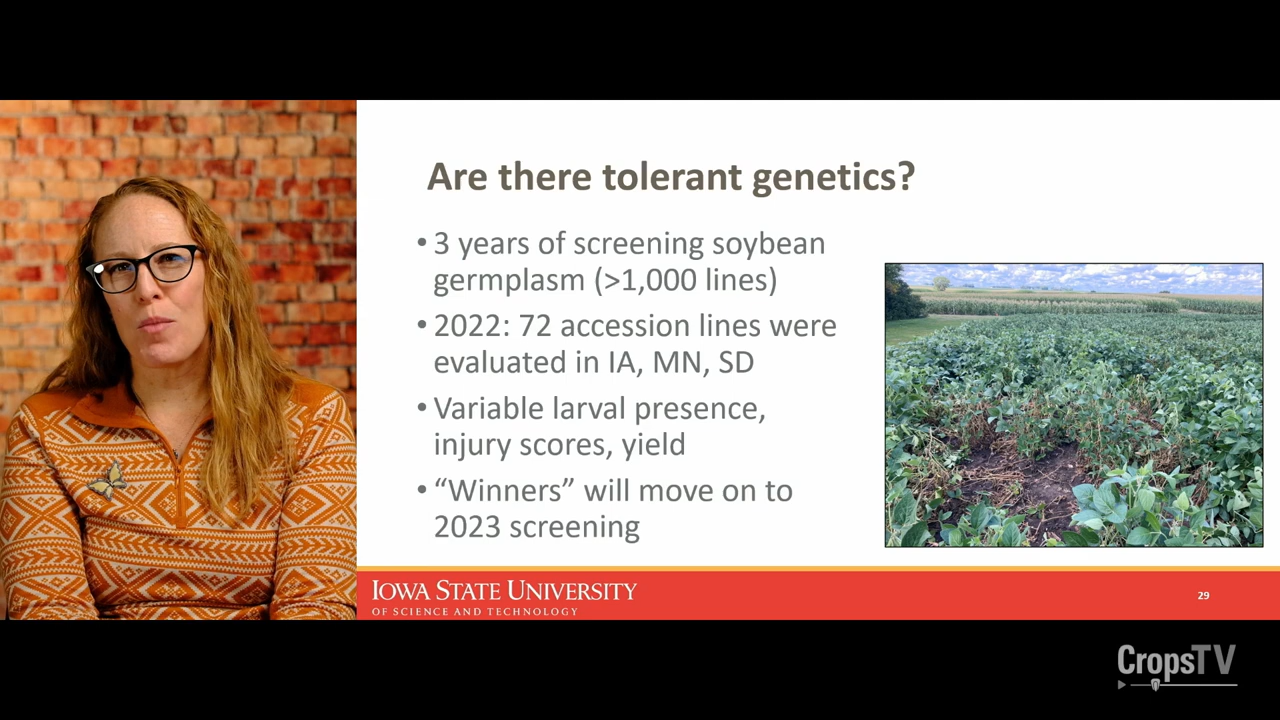 Are there tolerant genetics?
• 3 years of screening soybean
germplasm (>1,000 lines)
• 2022: 72 accession lines were
evaluated in IA, MN, SD
• Variable larval presence,
injury scores, yield
• “Winners” will move on to
2023 screening
IOWA STATE UNIVERSITY
OF SCIENCE AND TECHNOLOGY
29
CropsTV